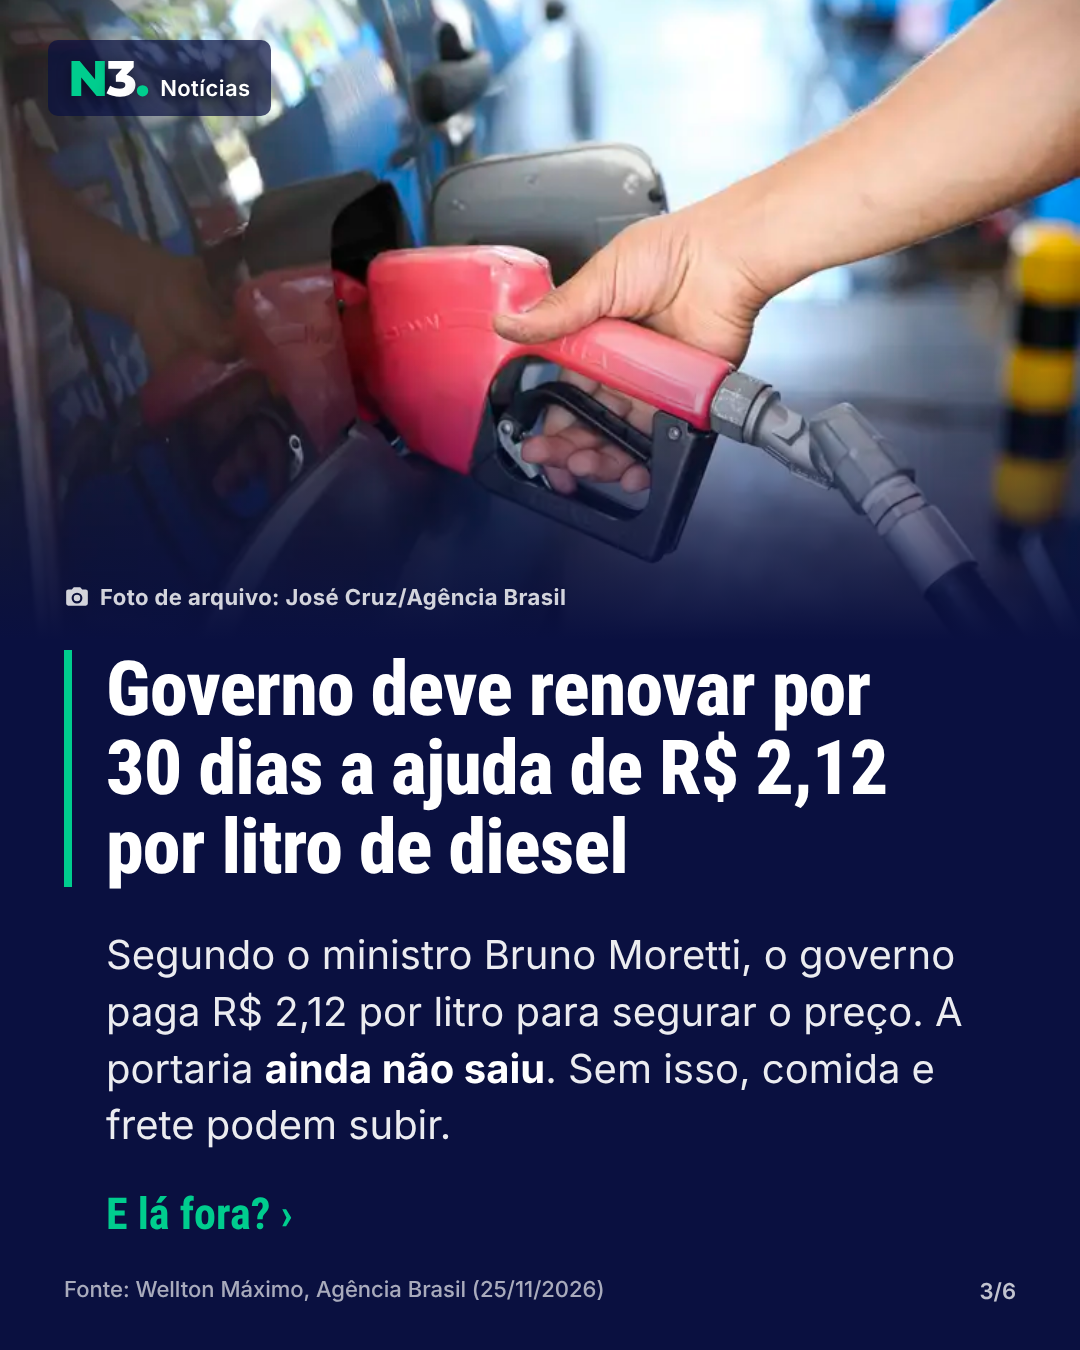 N3. Notícias
Foto de arquivo: José Cruz/Agência Brasil
Governo deve renovar por
30 dias a ajuda de R$ 2,12
por litro de diesel
Segundo o ministro Bruno Moretti, o governo
paga R$ 2,12 por litro para segurar o preço. A
portaria ainda não saiu. Sem isso, comida e
frete podem subir.
E lá fora? ›
Fonte: Wellton Máximo, Agência Brasil (25/11/2026)
3/6